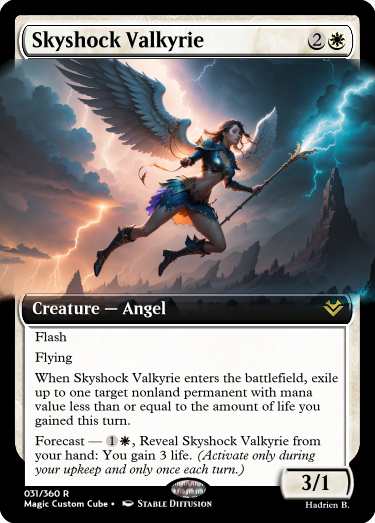 Skyshock Valkyrie 2
Creature — Angel
Flash
Flying
When Skyshock Valkyrie enters the battlefield, exile
up to one target nonland permanent with mana
value less than or equal to the amount of life you
gained this turn.
Forecast — 1, Reveal Skyshock Valkyrie from
your hand: You gain 3 life. (Activate only during
your upkeep and only once each turn.)
3/1
031/360 R
Magic Custom Cube • Stable Diffusion
Hadrien B.